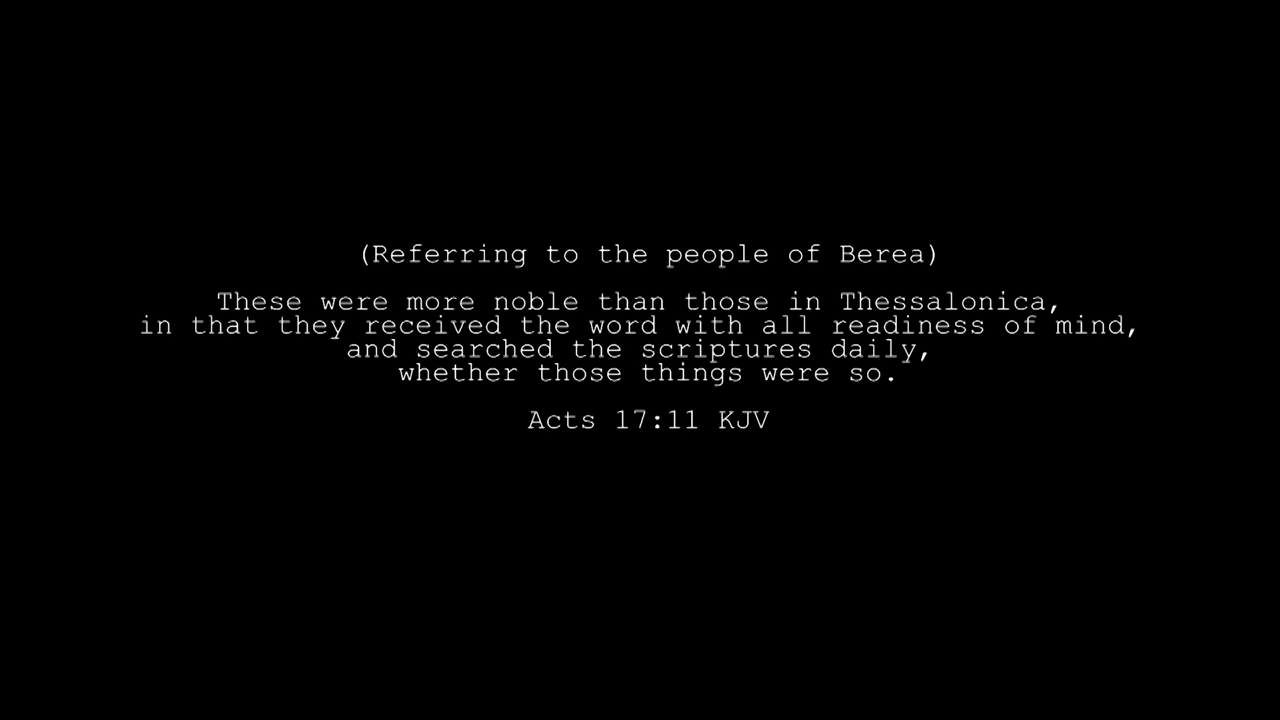 (Referring to the people of Berea)
These were more noble than those in Thessalonica,
in that they received the word with all readiness of mind,
and searched the scriptures daily,
whether those things were so.
Acts 17:11 KJV